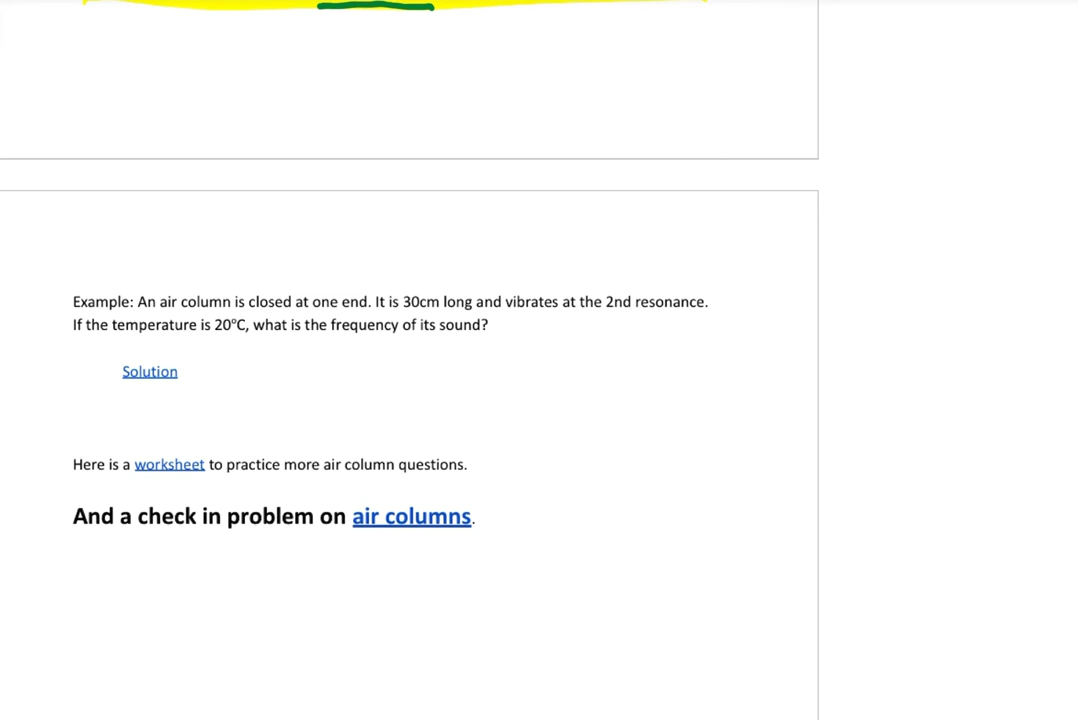 Example: An air column is closed at one end. It is 30cm long and vibrates at the 2nd resonance.
If the temperature is 20°C, what is the frequency of its sound?
Solution
Here is a worksheet to practice more air column questions.
And a check in problem on air columns.